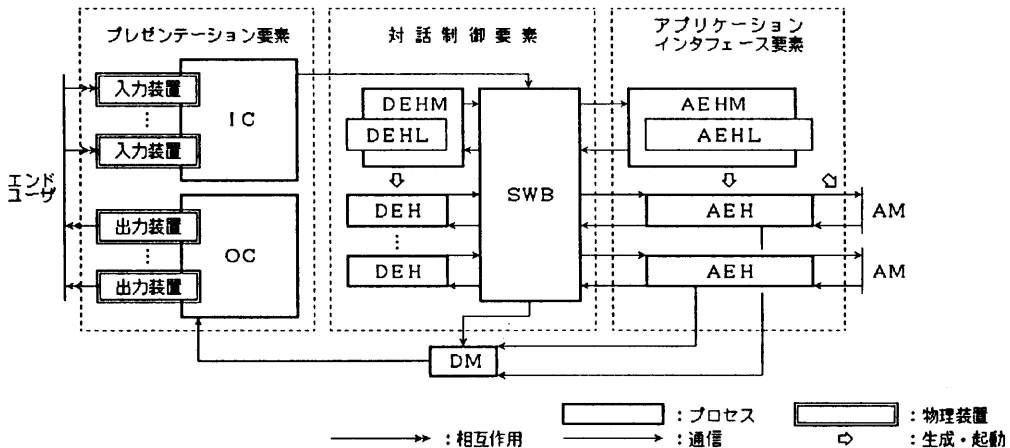 プレゼンテーション要素
対話制御要素
アプリケーション
インタフェース要素
入力装置
⋮
入力装置
IC
エンド
ユーザ
出力装置
⋮
出力装置
OC
DEHM
DEHL
DEH
⋮
DEH
SWB
AEHM
AEHL
AEH
AM
AEH
AM
DM
:プロセス
:物理装置
:相互作用
:通信
:生成・起動